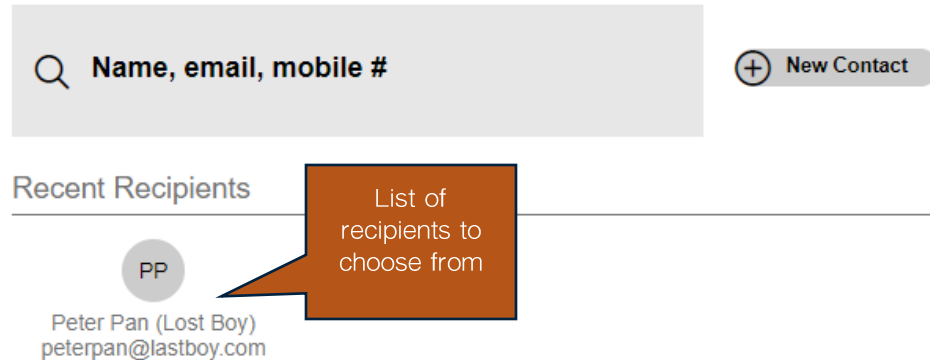 Name, email, mobile #
New Contact
Recent Recipients
List of
recipients to
choose from
PP
Peter Pan (Lost Boy)
peterpan@lastboy.com